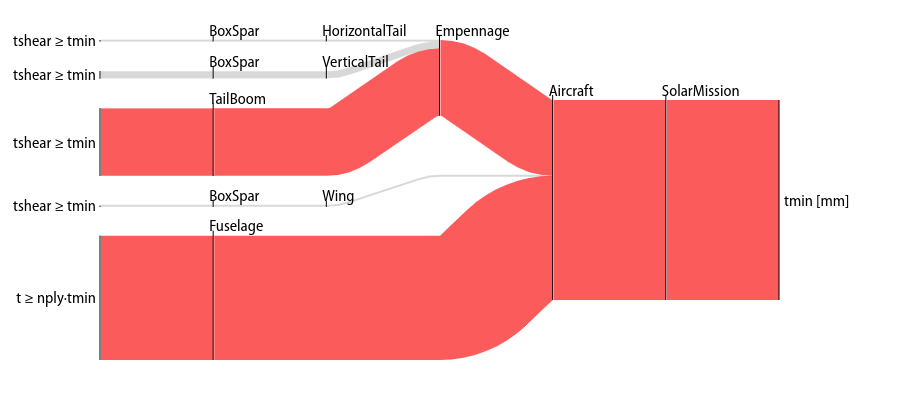 BoxSpar HorizontalTail Empennage
tshear ≥ tmin
BoxSpar VerticalTail
tshear ≥ tmin
TailBoom Aircraft SolarMission
tshear ≥ tmin
BoxSpar Wing
tshear ≥ tmin tmin [mm]
Fuselage
t ≥ nply·tmin